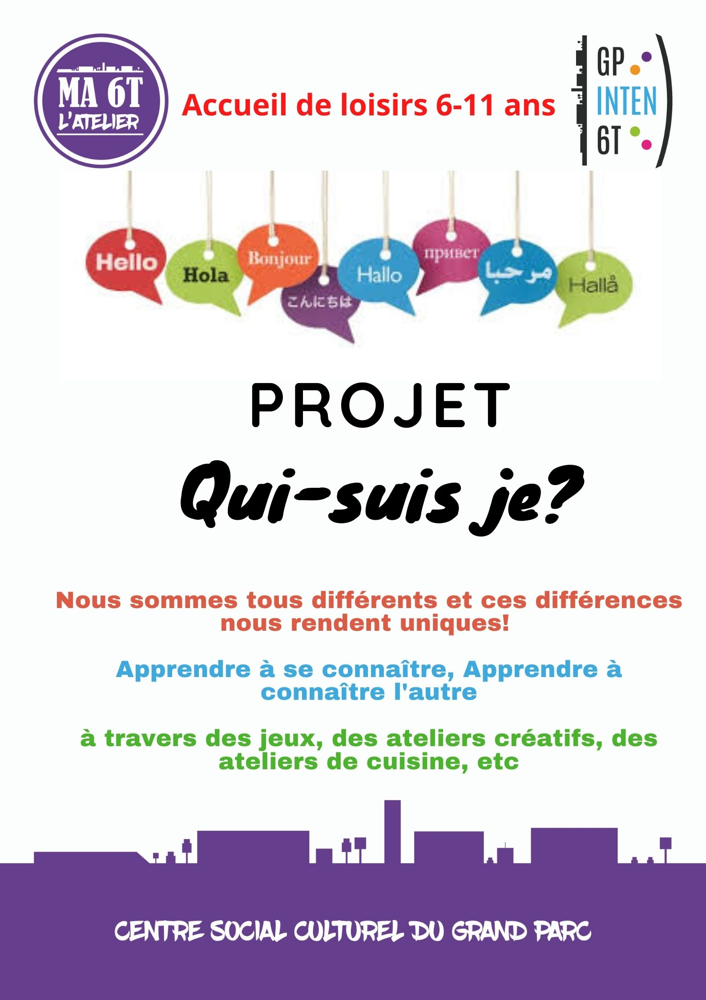 MA 6T
L'ATELIER
Accueil de loisirs 6-11 ans
GP
INTEN
6T
Hello
Hola
Bonjour
こんにちは
Hallo
привет
مرحبا
Hallå
PROJET
Qui-suis je?
Nous sommes tous différents et ces différences
nous rendent uniques!
Apprendre à se connaître, Apprendre à
connaître l'autre
à travers des jeux, des ateliers créatifs, des
ateliers de cuisine, etc
CENTRE SOCIAL CULTUREL DU GRAND PARC